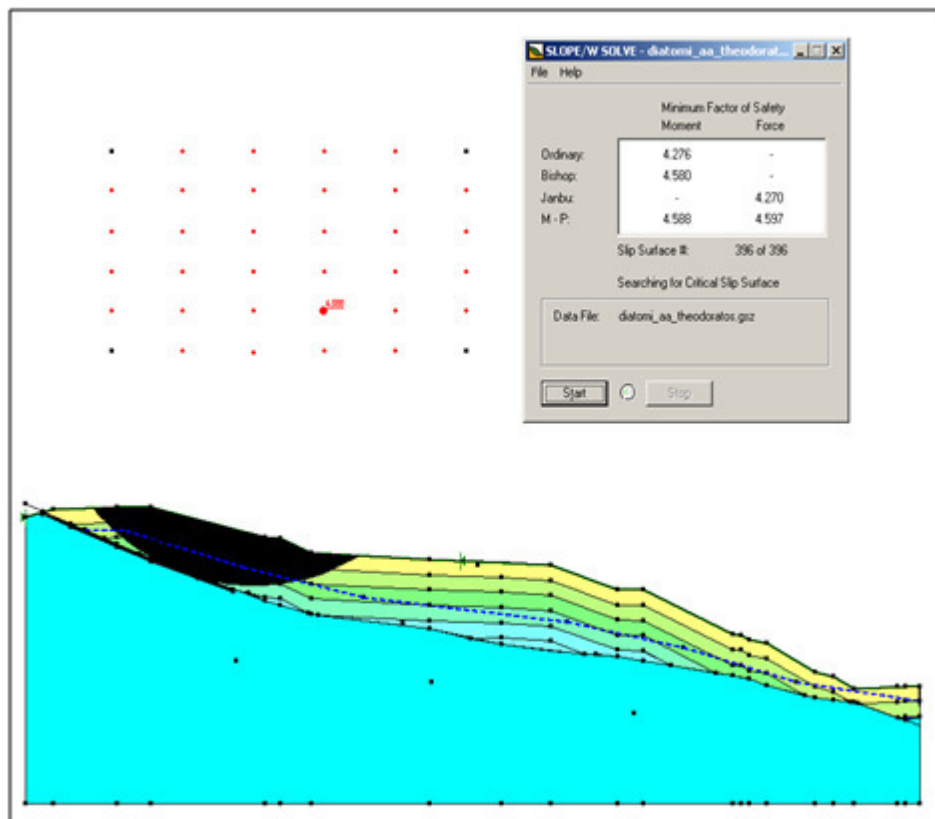 SLOPE/W SOLVE - diatomi_aa_theodorat...
File Help
Minimum Factor of Safety
Moment Force
Ordinary: 4.276 -
Bishop: 4.580 -
Janbu: - 4.270
M - P: 4.588 4.597
Slip Surface #: 396 of 396
Searching for Critical Slip Surface
Data File: diatomi_aa_theodoratos.gsz
Start Stop